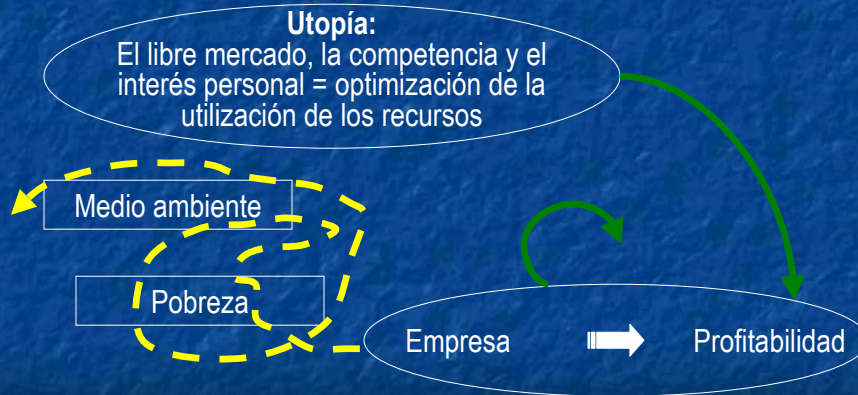 Utopía:
El libre mercado, la competencia y el
interés personal = optimización de la
utilización de los recursos
Medio ambiente
Pobreza
Empresa
Profitabilidad